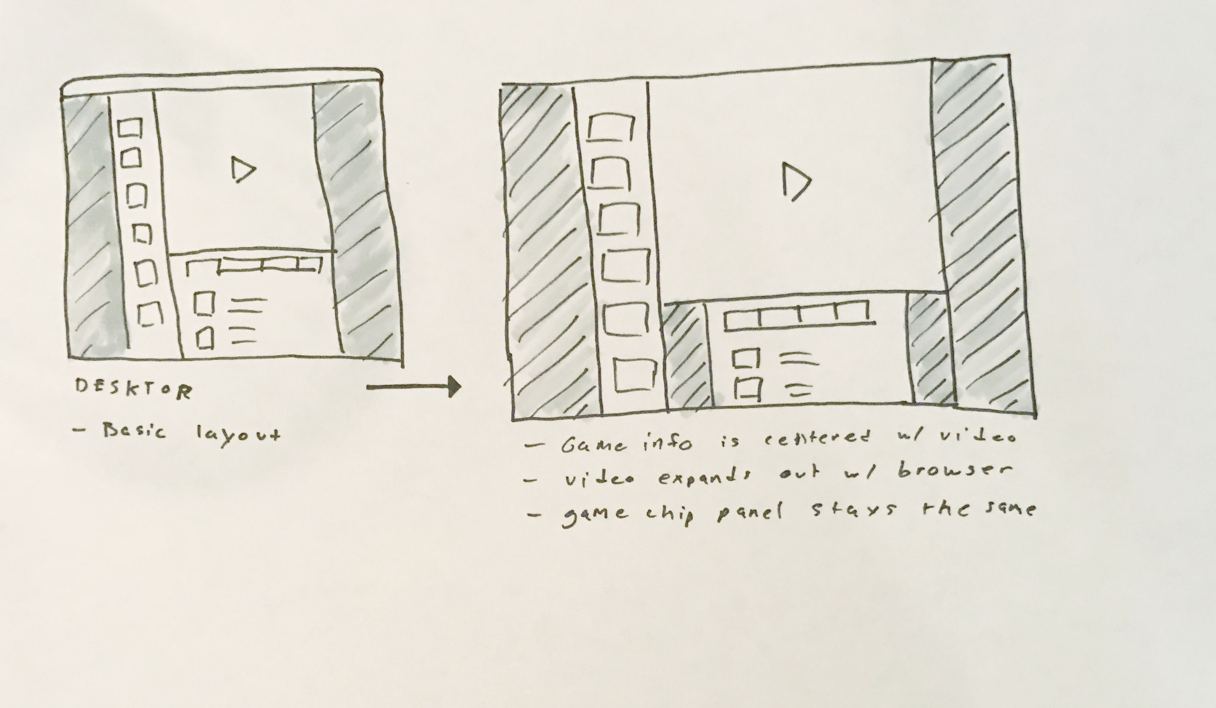 DESKTOP
- Basic layout
- Game info is centered w/ video
- video expands out w/ browser
- game chip panel stays the same